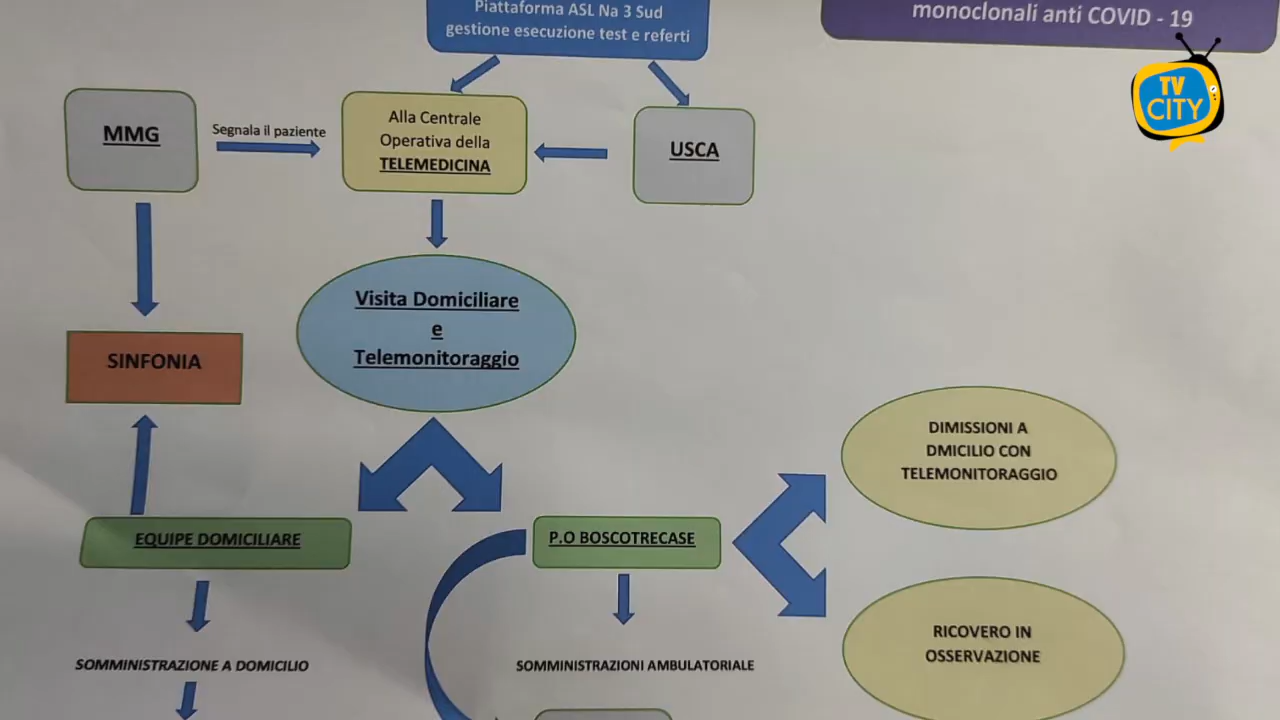 Piattaforma ASL Na 3 Sud
gestione esecuzione test e referti
monoclonali anti COVID - 19
TV
CITY
MMG
Segnala il paziente
Alla Centrale
Operativa della
TELEMEDICINA
USCA
Visita Domiciliare
e
Telemonitoraggio
SINFONIA
DIMISSIONI A
DMICILIO CON
TELEMONITORAGGIO
EQUIPE DOMICILIARE
P.O BOSCOTRECASE
RICOVERO IN
OSSERVAZIONE
SOMMINISTRAZIONE A DOMICILIO
SOMMINISTRAZIONI AMBULATORIALE